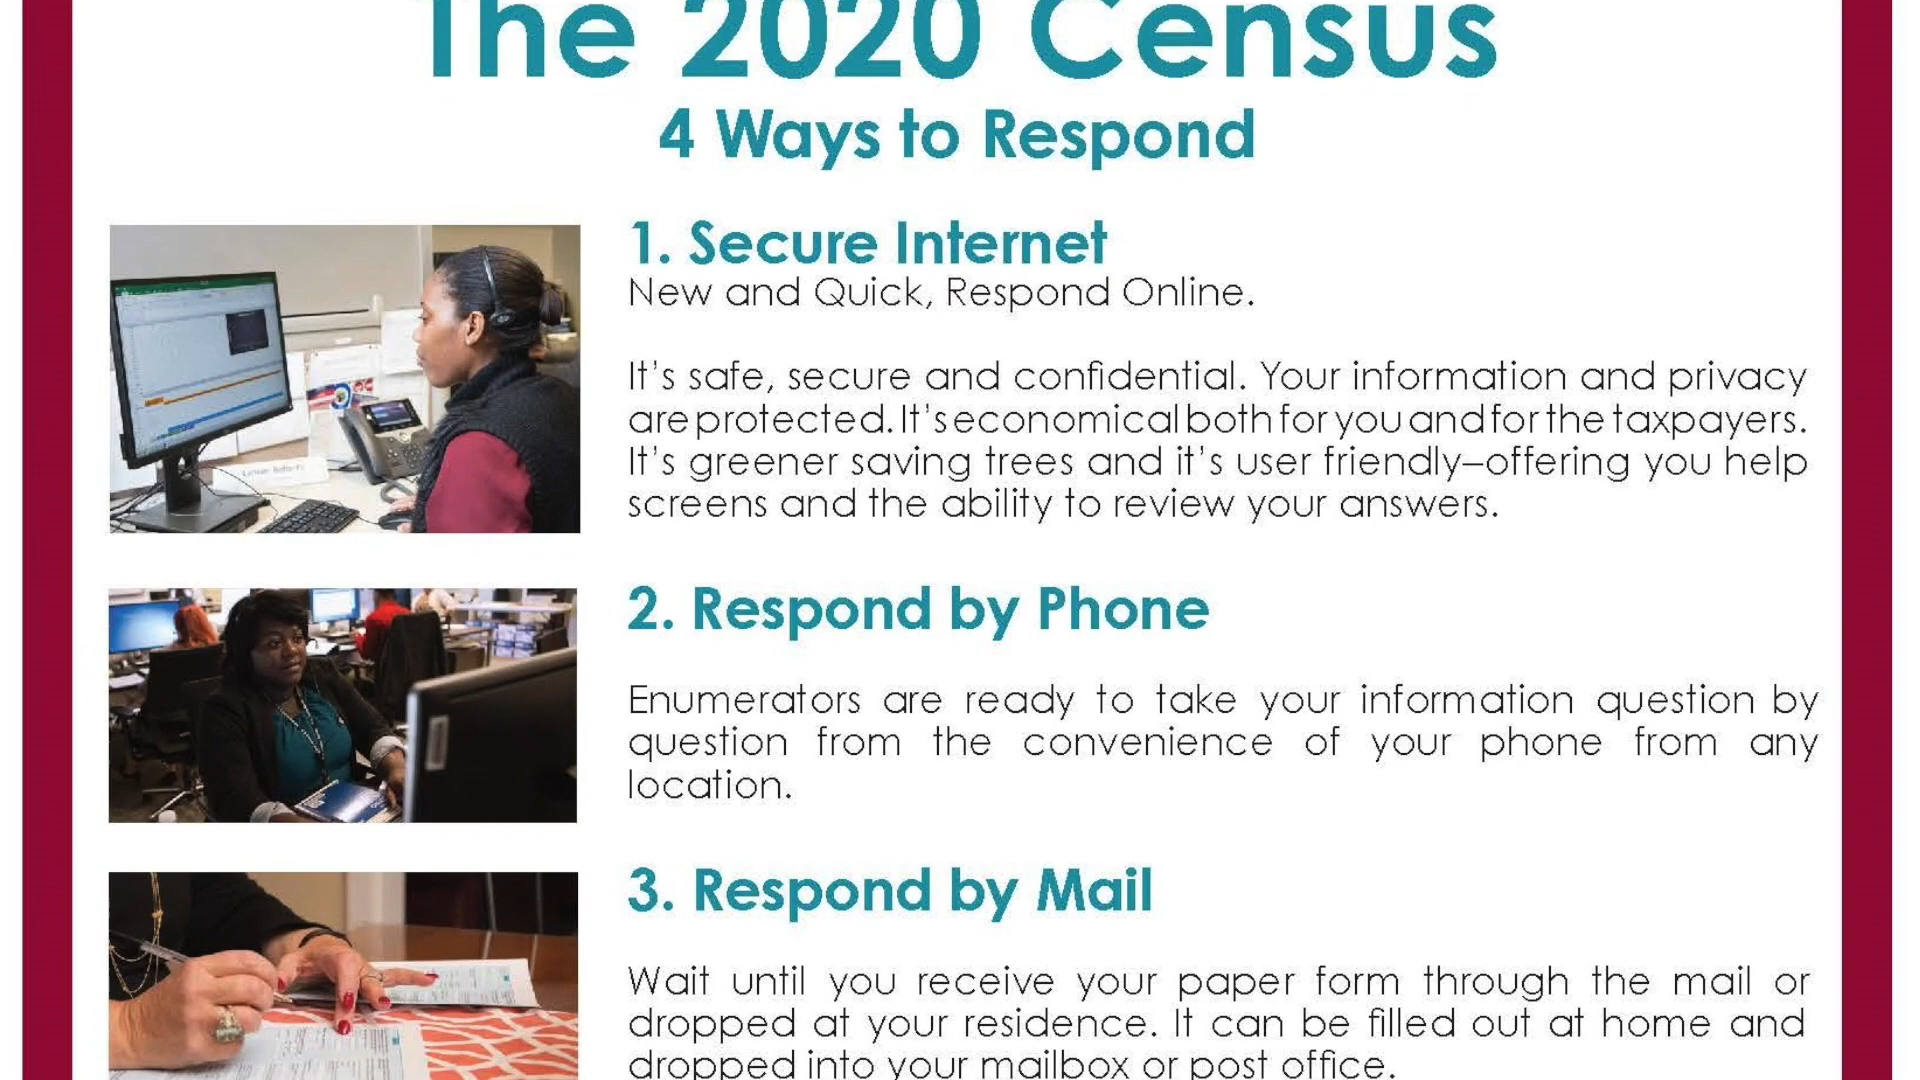 The 2020 Census
4 Ways to Respond
1. Secure Internet
New and Quick, Respond Online.
It's safe, secure and confidential. Your information and privacy
are protected. It's economical both for you and for the taxpayers.
It's greener saving trees and it's user friendly–offering you help
screens and the ability to review your answers.
2. Respond by Phone
Enumerators are ready to take your information question by
question from the convenience of your phone from any
location.
3. Respond by Mail
Wait until you receive your paper form through the mail or
dropped at your residence. It can be filled out at home and
dropped into your mailbox or post office.